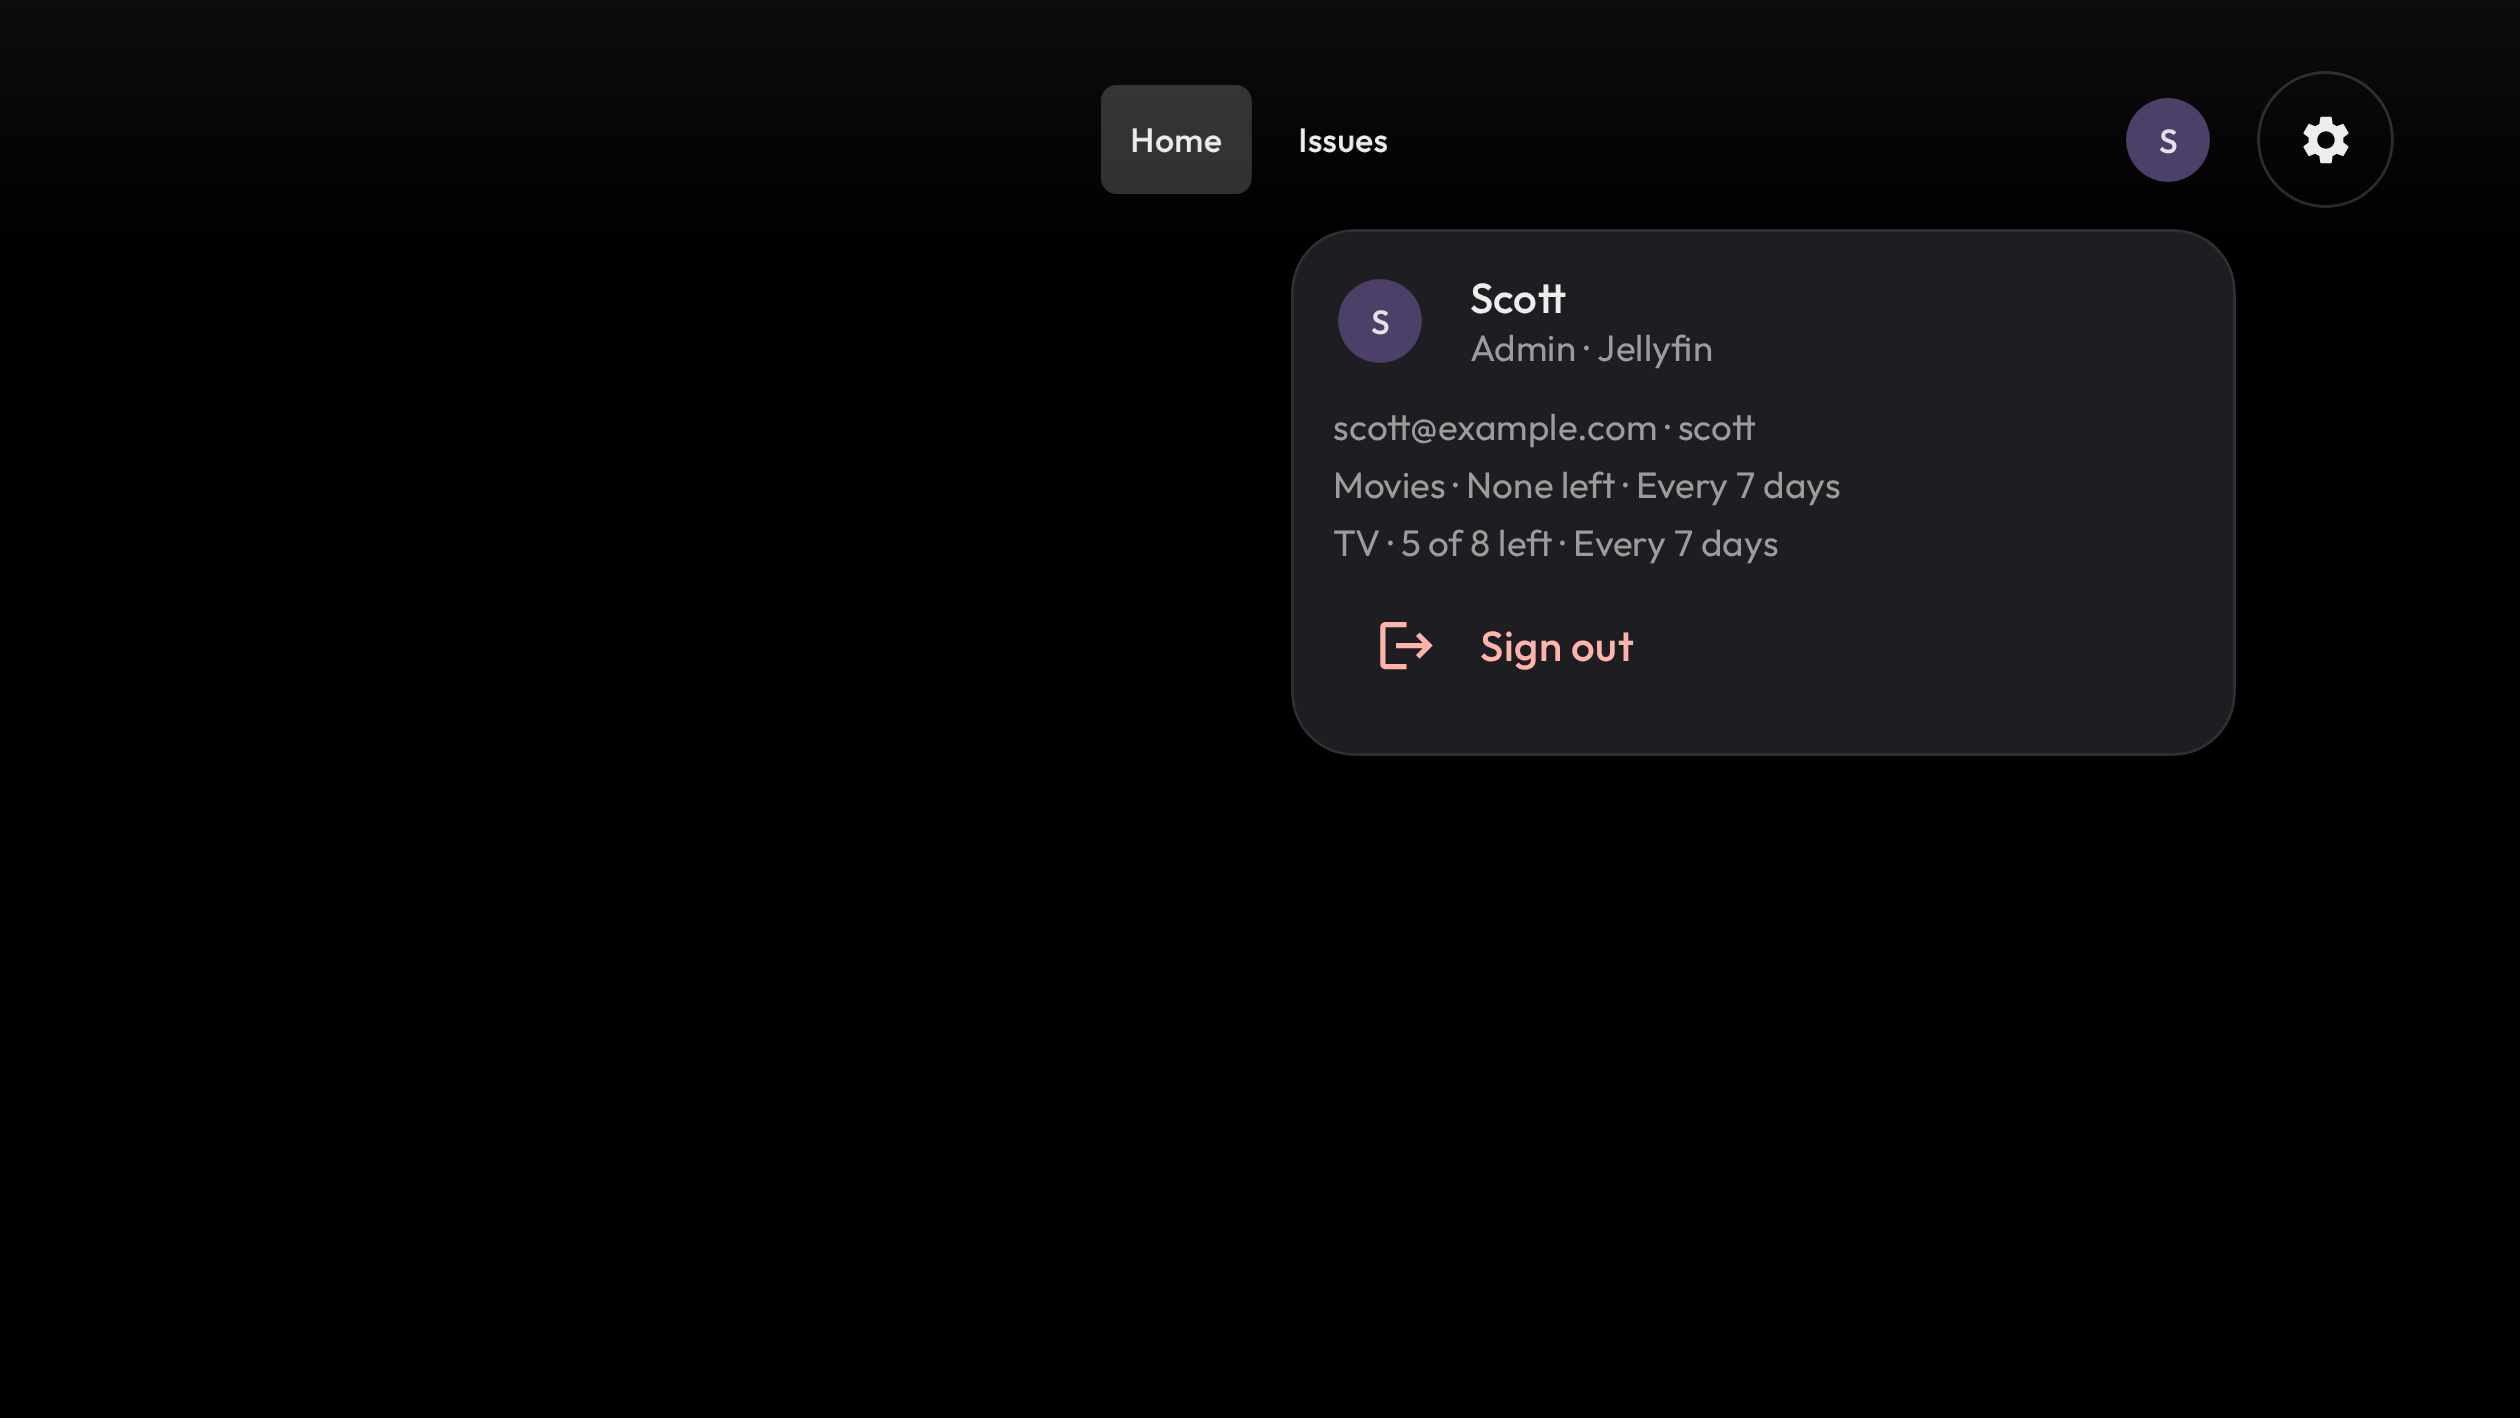 Home
Issues
S
S
Scott
Admin · Jellyfin
scott@example.com · scott
Movies · None left · Every 7 days
TV · 5 of 8 left · Every 7 days
Sign out